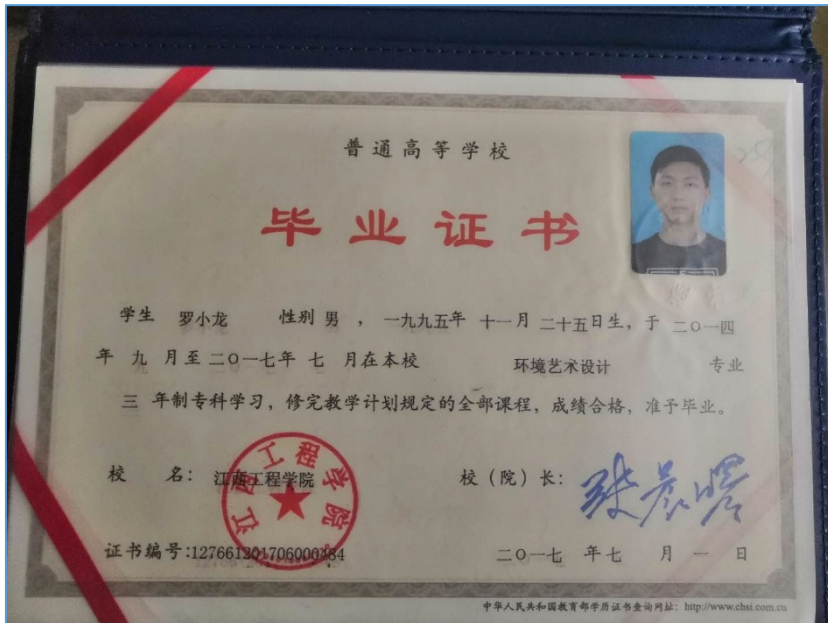 普通高等学校
毕业证书
学生 罗小龙 性别 男 ，一九九五年 十一月 二十五日生，于 二〇一四
年 九 月至二〇一七年 七 月在本校 环境艺术设计 专业
三 年制专科学习，修完教学计划规定的全部课程，成绩合格，准予毕业。
校 名：江西工程学院 校（院）长：
江西工程学院
证书编号:127661201706000384 二〇一七 年七 月 一 日
中华人民共和国教育部学历证书查询网址：http://www.chsi.com.cn